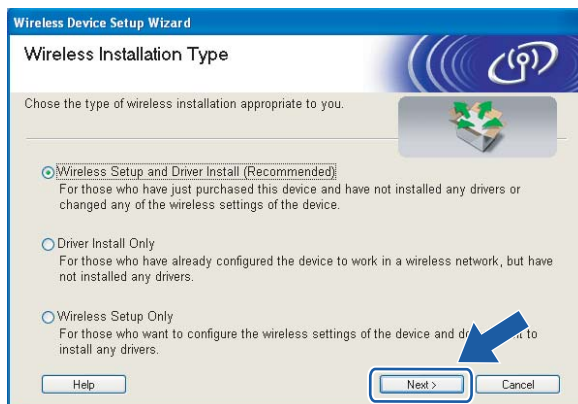 Wireless Device Setup Wizard
Wireless Installation Type
Chose the type of wireless installation appropriate to you.
Wireless Setup and Driver Install (Recommended)
For those who have just purchased this device and have not installed any drivers or
changed any of the wireless settings of the device.
Driver Install Only
For those who have already configured the device to work in a wireless network, but have
not installed any drivers.
Wireless Setup Only
For those who want to configure the wireless settings of the device and to
install any drivers.
Help
Next >
Cancel